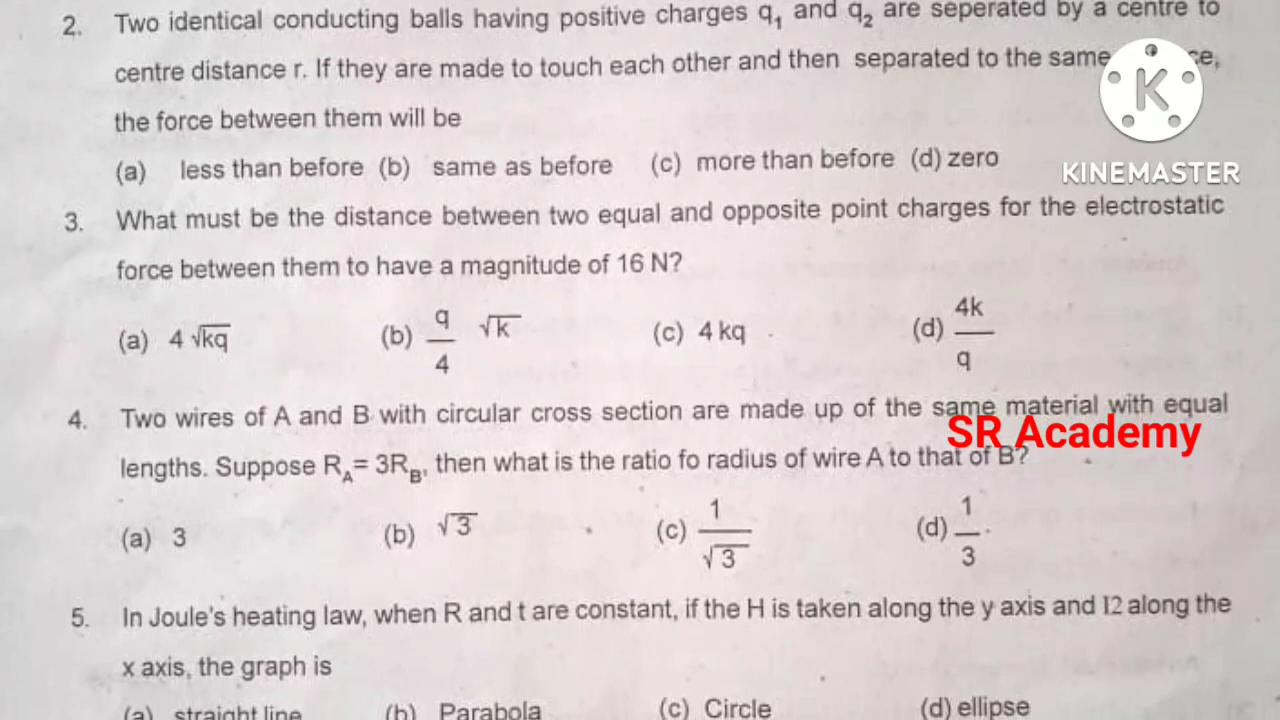 2. Two identical conducting balls having positive charges q₁ and q₂ are seperated by a centre to
centre distance r. If they are made to touch each other and then separated to the same
the force between them will be
(a) less than before (b) same as before (c) more than before (d) zero
K
KINEMASTER
3. What must be the distance between two equal and opposite point charges for the electrostatic
force between them to have a magnitude of 16 N?
(a) 4 √kq (b) q/4 √k (c) 4 kq (d) 4k/q
4. Two wires of A and B with circular cross section are made up of the same material with equal
SR Academy
lengths. Suppose R_A = 3R_B, then what is the ratio fo radius of wire A to that of B?
(a) 3 (b) √3 (c) 1/√3 (d) 1/3
5. In Joule's heating law, when R and t are constant, if the H is taken along the y axis and I2 along the
x axis, the graph is
(a) straight line (b) Parabola (c) Circle (d) ellipse